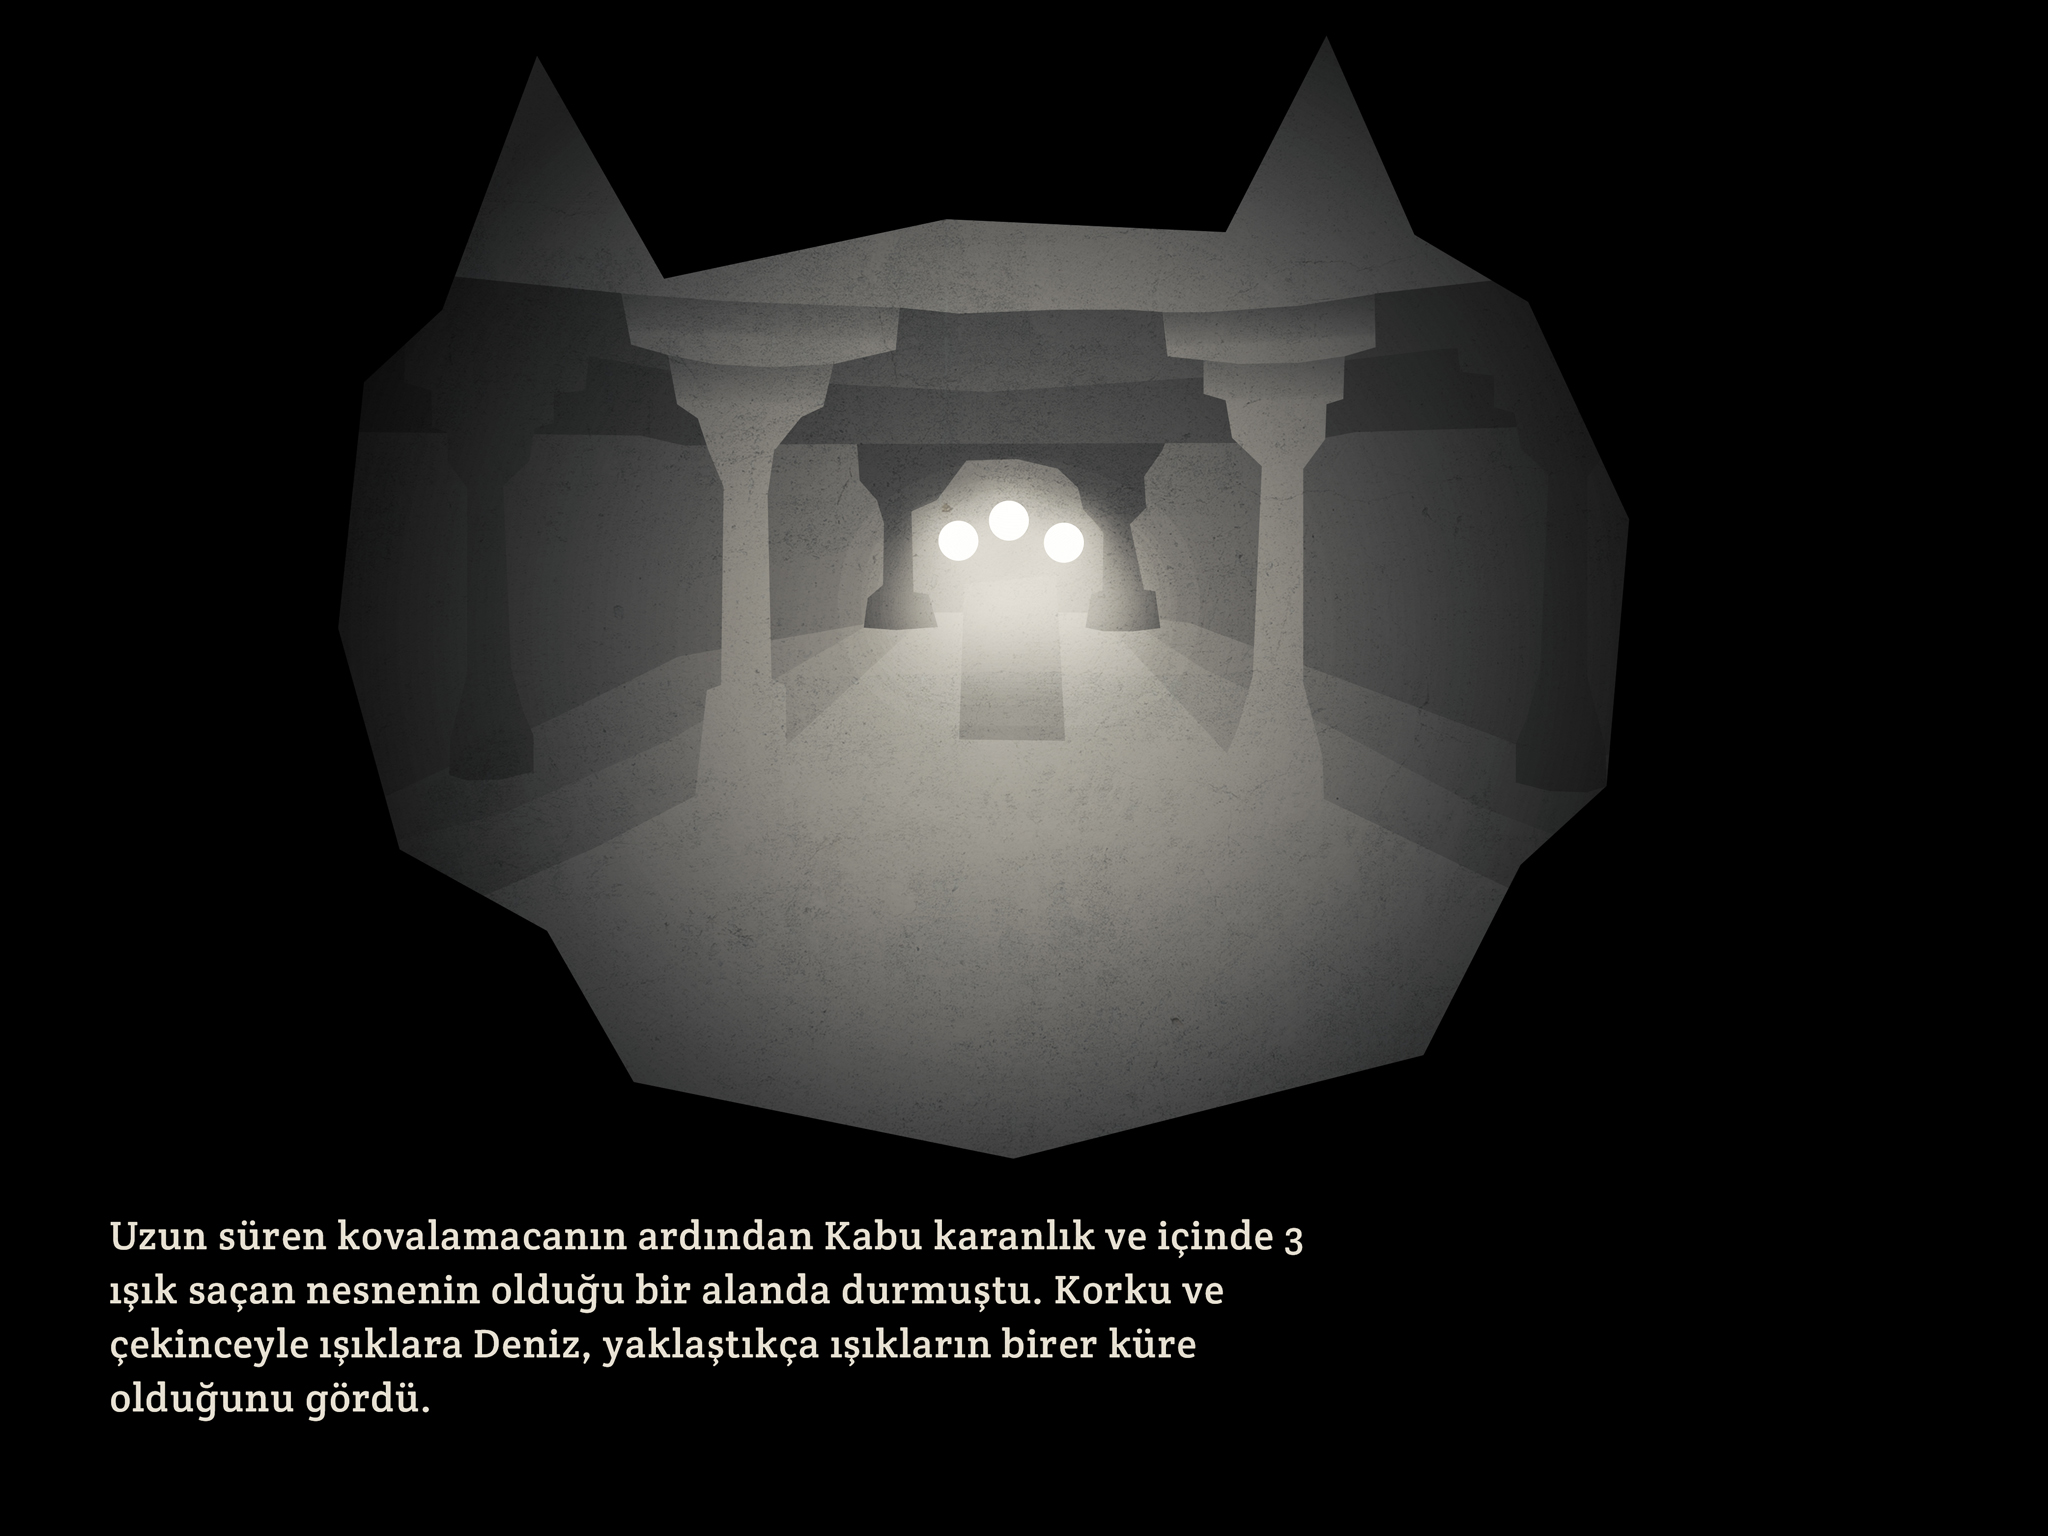 Uzun süren kovalamacanın ardından Kabu karanlık ve içinde 3
ışık saçan nesnenin olduğu bir alanda durmuştu. Korku ve
çekinceyle ışıklara Deniz, yaklaştıkça ışıkların birer küre
olduğunu gördü.